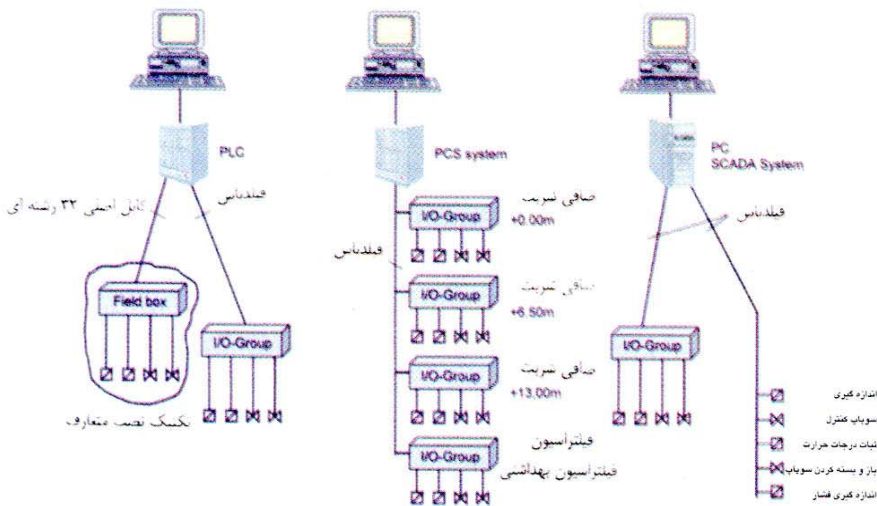 PLC
فیلدباس
کابل اصلی ۳۲ رشته ای
Field box
I/O-Group
تکنیک نصب متعارف
PCS system
فیلدباس
صافی شربت
I/O-Group
+0.00m
صافی شربت
I/O-Group
+6.50m
صافی شربت
I/O-Group
+13.00m
فیلتراسیون
I/O-Group
فیلتراسیون بهداشتی
PC
SCADA System
فیلدباس
I/O-Group
اندازه گیری
سوپاپ کنترل
ثبات درجات حرارت
باز و بسته کردن سوپاپ
اندازه گیری فشار